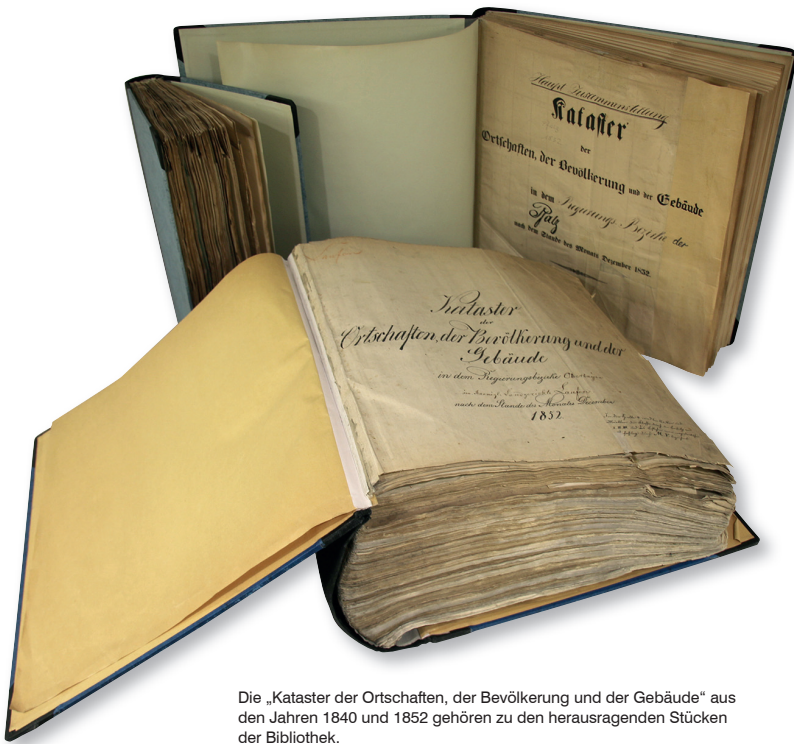 Haupt Zusammenstellung
Kataster
der
Ortschaften, der Bevölkerung und der Gebäude
in dem Regierungs Bezirke der
Pfalz
nach dem Stande des Monats Dezember 1852.
Kataster
der
Ortschaften, der Bevölkerung und der
Gebäude
in dem Regierungsbezirke
nach dem Stande des Monates Dezember
1852
Die „Kataster der Ortschaften, der Bevölkerung und der Gebäude“ aus
den Jahren 1840 und 1852 gehören zu den herausragenden Stücken
der Bibliothek.